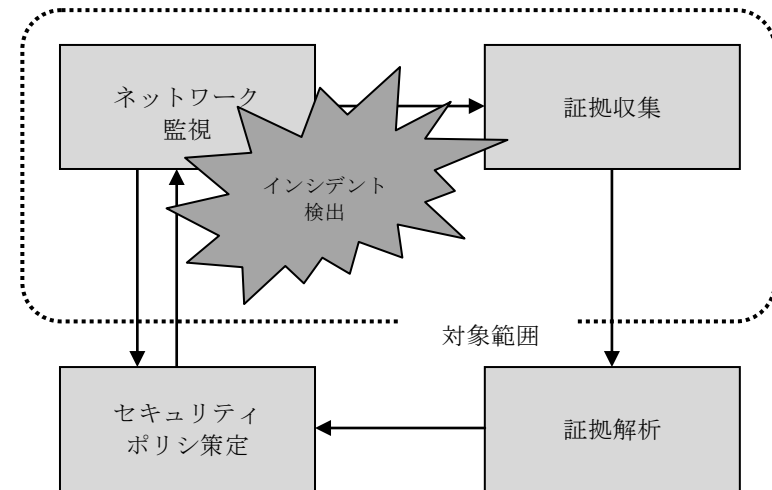 ネットワーク
監視
証拠収集
インシデント
検出
対象範囲
セキュリティ
ポリシ策定
証拠解析